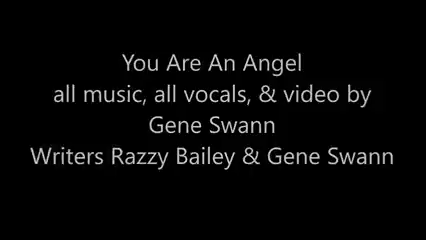 You Are An Angel
all music, all vocals, & video by
Gene Swann
Writers Razzy Bailey & Gene Swann